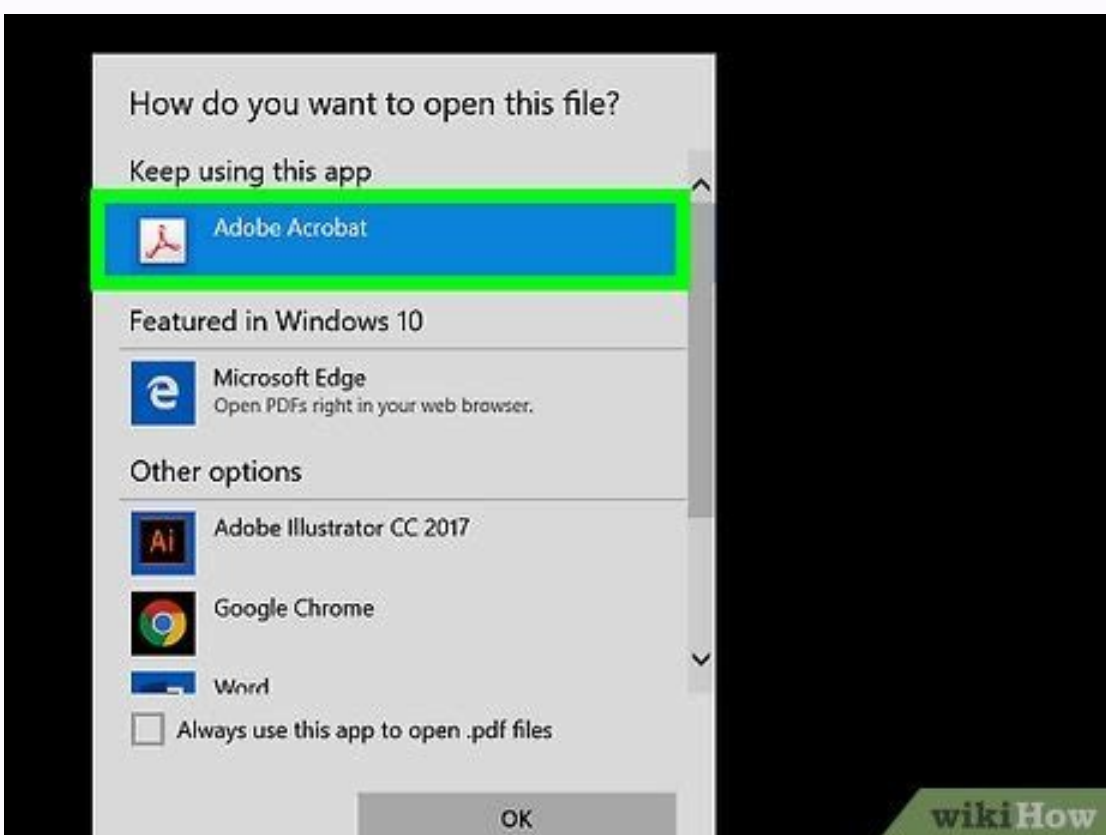 How do you want to open this file?
Keep using this app
Adobe Acrobat
Featured in Windows 10
Microsoft Edge
Open PDFs right in your web browser.
Other options
Ai
Adobe Illustrator CC 2017
Google Chrome
Word
Always use this app to open .pdf files
OK
wikiHow